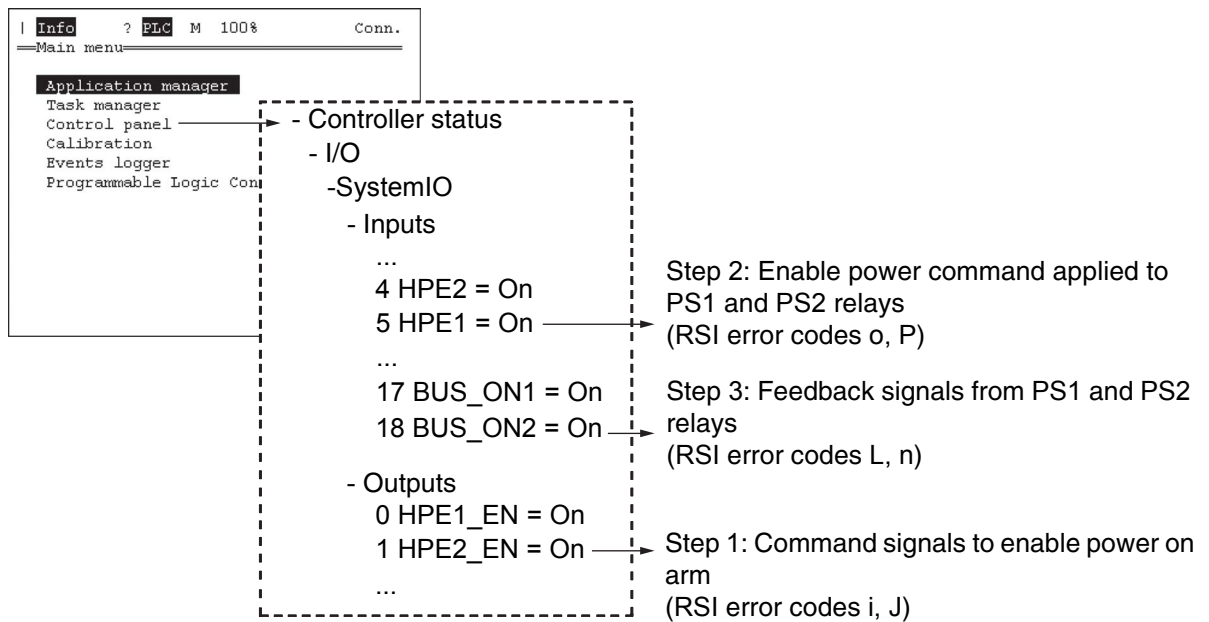 | Info ? PLC M 100% Conn.
Main menu
Application manager
Task manager
Control panel
Calibration
Events logger
Programmable Logic Con
- Controller status
- I/O
-SystemIO
- Inputs
...
4 HPE2 = On
5 HPE1 = On
...
17 BUS_ON1 = On
18 BUS_ON2 = On
- Outputs
0 HPE1_EN = On
1 HPE2_EN = On
...
Step 2: Enable power command applied to
PS1 and PS2 relays
(RSI error codes o, P)
Step 3: Feedback signals from PS1 and PS2
relays
(RSI error codes L, n)
Step 1: Command signals to enable power on
arm
(RSI error codes i, J)